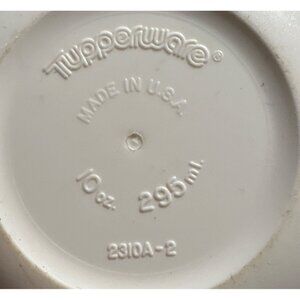 Tupperware®
MADE IN U.S.A.
10 oz. 295 ml.
2310A-2